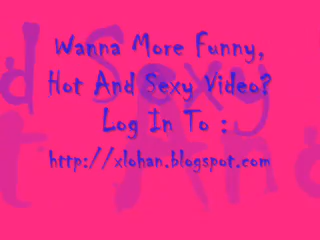 Wanna More Funny,
Hot And Sexy Video?
Log In To :
http://xlohan.blogspot.com